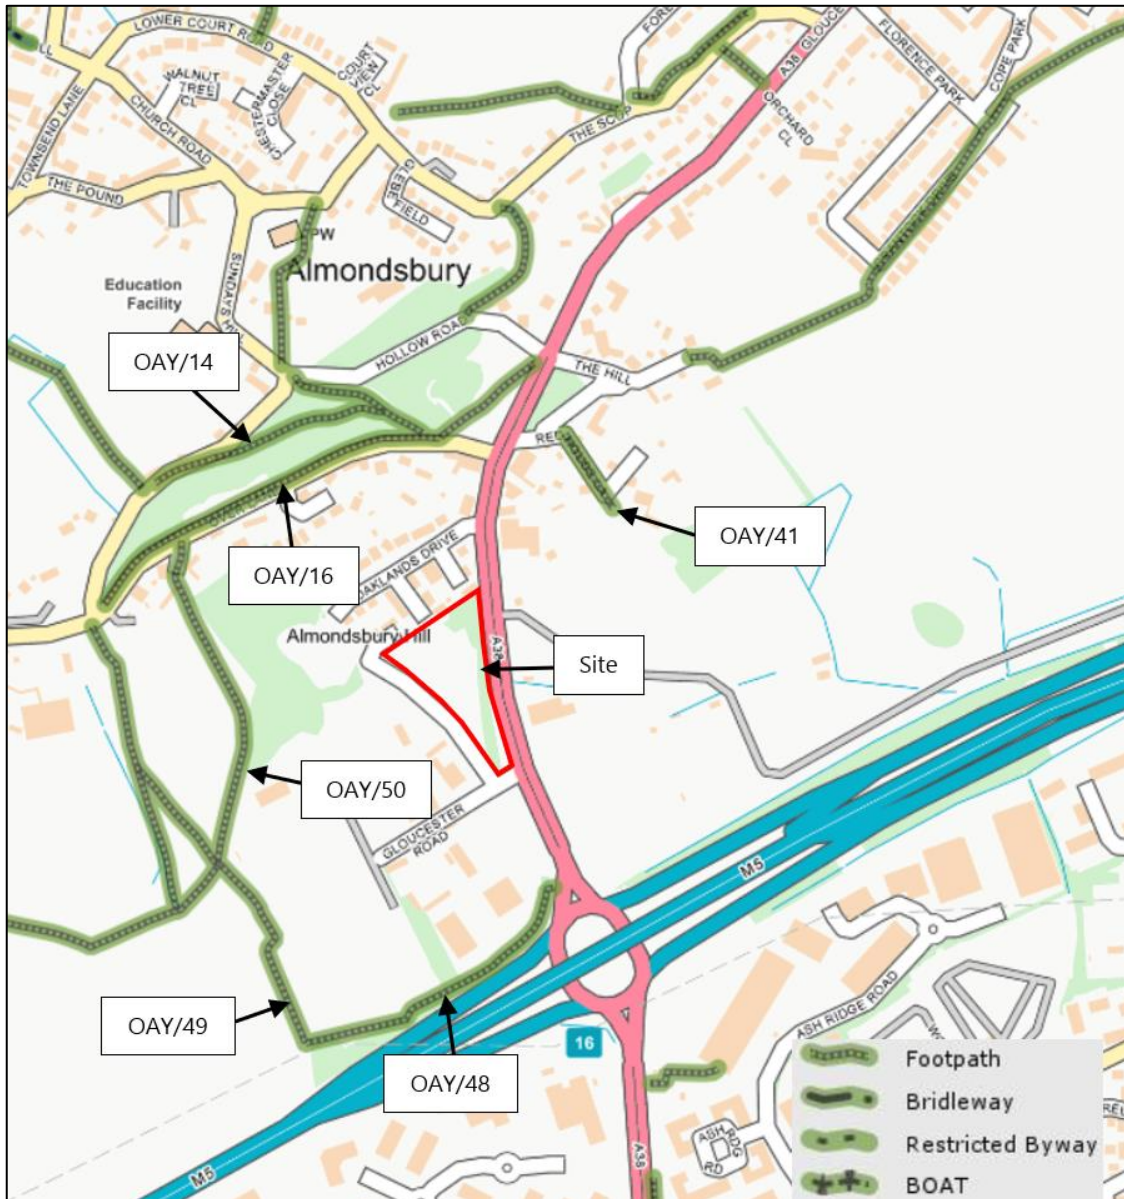 LOWER COURT ROAD
COURT
VIEW
CL
WALNUT
TREE
CL
CHESTERMASTER
CLOSE
TOWNSEND LANE
CHURCH ROAD
THE POUND
GLEBE
FIELD
THE SCOP
A38
ORCHARD
CL
FLORENCE PARK
COPE PARK
PW
Almondsbury
Education
Facility
SUNDAYS
HOLLOW ROAD
THE HILL
OAY/14
OAY/16
OAY/41
OAKLANDS DRIVE
Almondsbury Hill
A38
Site
OAY/50
GLOUCESTER
ROAD
M5
OAY/49
OAY/48
16
ASH RIDGE ROAD
ASH
RDG
RD
A38
M5
Footpath
Bridleway
Restricted Byway
BOAT